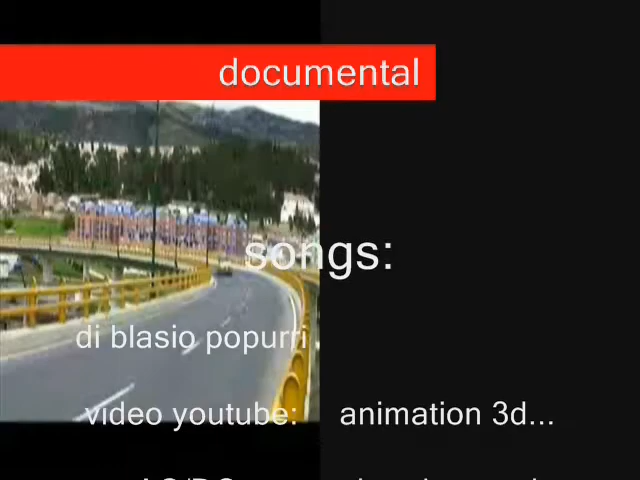 documental
songs:
di blasio popurri
video youtube: animation 3d...